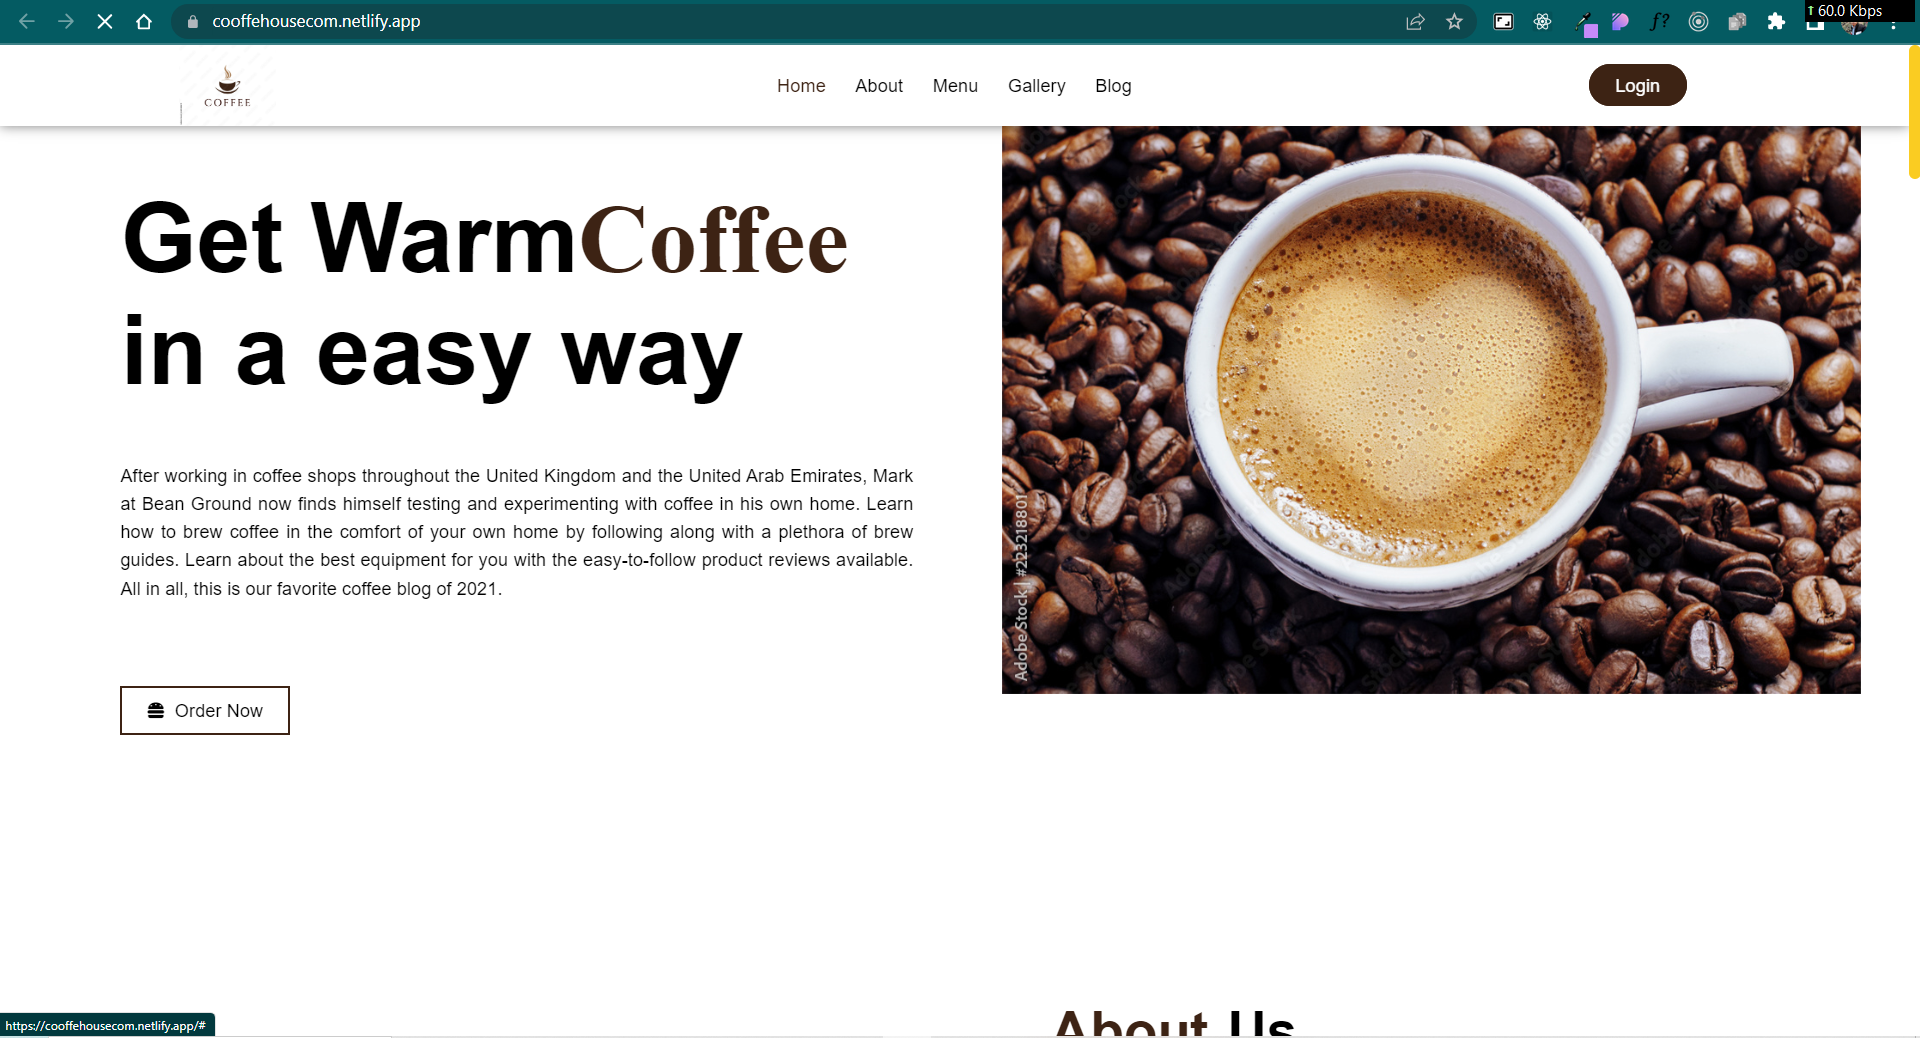 cooffehousecom.netlify.app
60.0 Kbps
COFFEE
Home
About
Menu
Gallery
Blog
Login
Get WarmCoffee
in a easy way
After working in coffee shops throughout the United Kingdom and the United Arab Emirates, Mark
at Bean Ground now finds himself testing and experimenting with coffee in his own home. Learn
how to brew coffee in the comfort of your own home by following along with a plethora of brew
guides. Learn about the best equipment for you with the easy-to-follow product reviews available.
All in all, this is our favorite coffee blog of 2021.
Adobe Stock | #223218801
Order Now
About Us
https://cooffehousecom.netlify.app/#